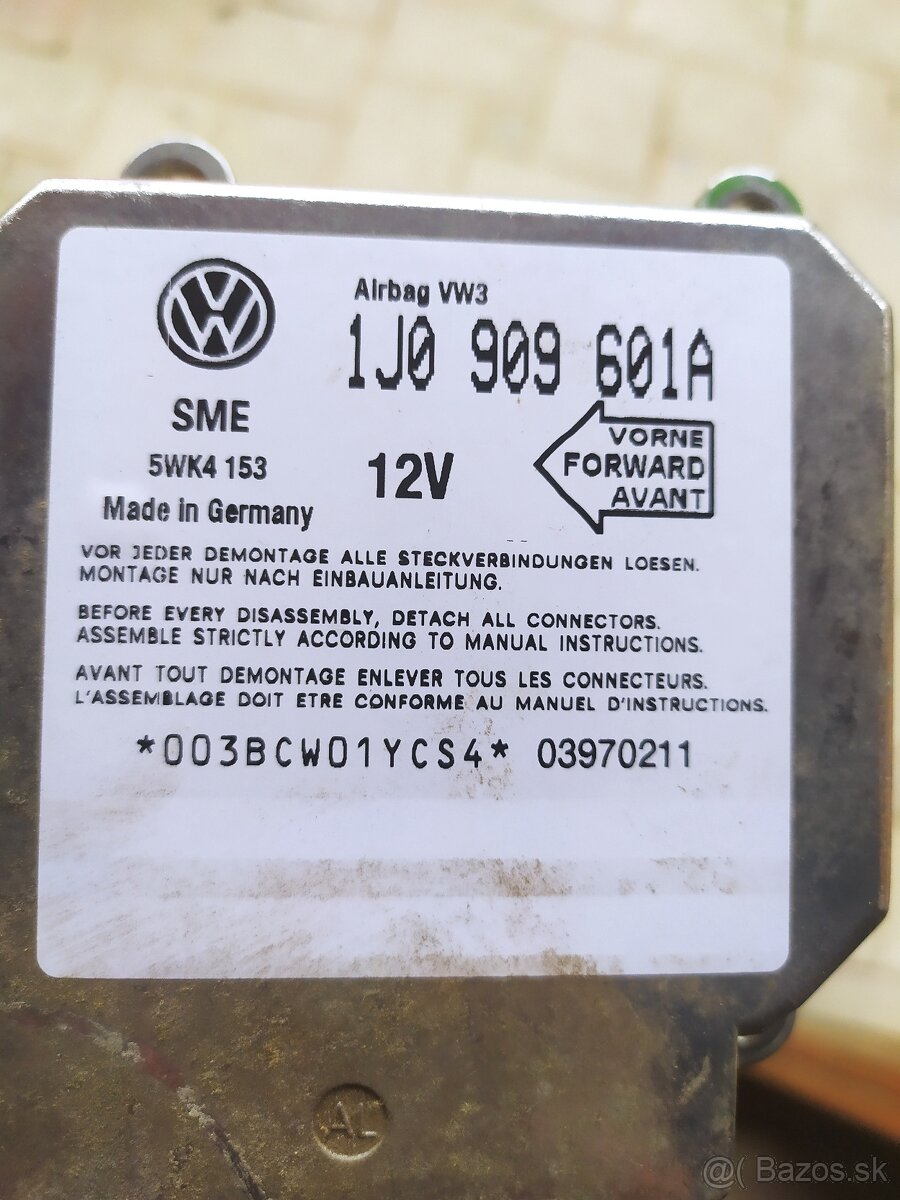 Airbag VW3
1J0 909 601A
SME
5WK4 153
12V
VORNE
FORWARD
AVANT
Made in Germany
VOR JEDER DEMONTAGE ALLE STECKVERBINDUNGEN LOESEN.
MONTAGE NUR NACH EINBAUANLEITUNG.
BEFORE EVERY DISASSEMBLY, DETACH ALL CONNECTORS.
ASSEMBLE STRICTLY ACCORDING TO MANUAL INSTRUCTIONS.
AVANT TOUT DEMONTAGE ENLEVER TOUS LES CONNECTEURS.
L'ASSEMBLAGE DOIT ETRE CONFORME AU MANUEL D'INSTRUCTIONS.
*003BCW01YCS4* 03970211
AL
@( Bazos.sk